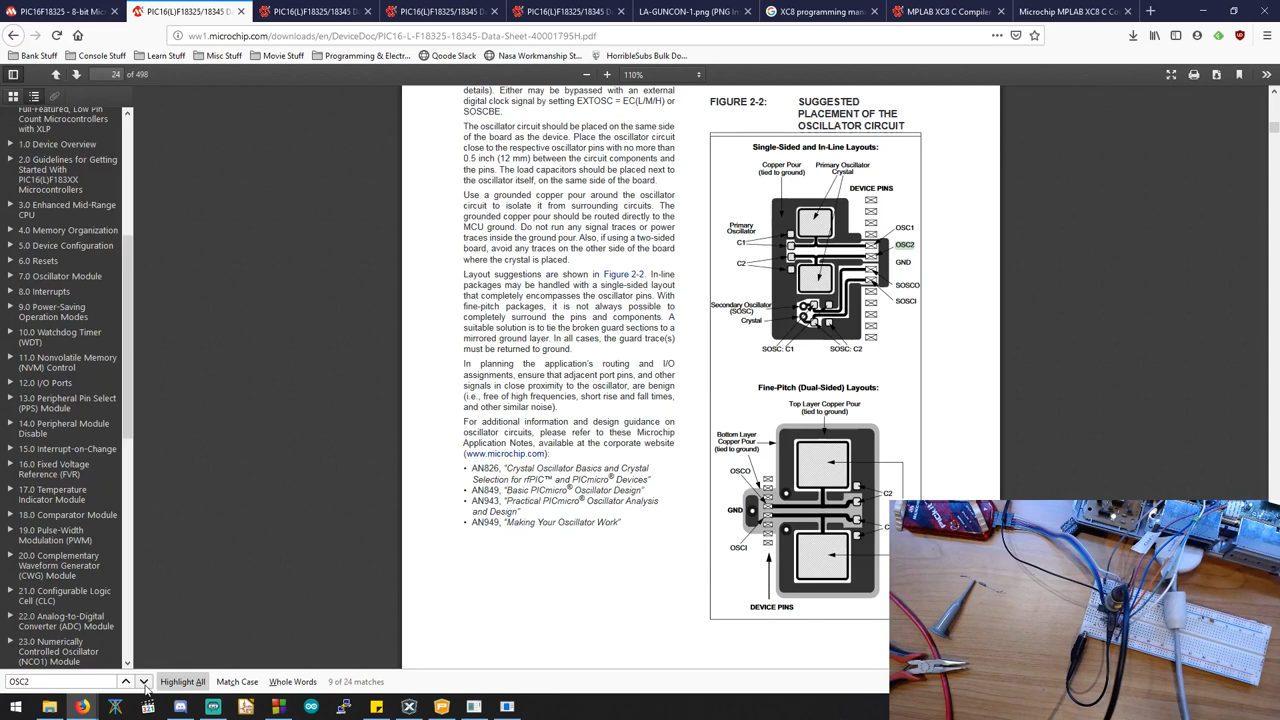 PIC16(L)F18325 - 8-bit Mi
PIC16(L)F18325/18345 Da
PIC16(L)F18325/18345 Da
PIC16(L)F18325/18345 Da
PIC16(L)F18325/18345 Da
LA-GUNCON-1.png (PNG Im
XC8 programming man
MPLAB XC8 C Compiler
Microchip MPLAB XC8 C Co
ww1.microchip.com/downloads/en/DeviceDoc/PIC16-L-F18325-18345-Data-Sheet-40001795H.pdf
Bank Stuff
Console Stuff
Learn Stuff
Misc Stuff
Movie Stuff
Programming & Electr...
Qoode Slack
Nasa Workmanship St...
HorribleSubs Bulk Do...
24 of 498
110%
Full-Featured, Low Pin
Count Microcontrollers
with XLP
1.0 Device Overview
2.0 Guidelines for Getting
Started With
PIC16(L)F183XX
Microcontrollers
3.0 Enhanced Mid-Range
CPU
4.0 Memory Organization
5.0 Device Configuration
6.0 Resets
7.0 Oscillator Module
8.0 Interrupts
9.0 Power-Saving
Operation Modes
10.0 Watchdog Timer
(WDT)
11.0 Nonvolatile Memory
(NVM) Control
12.0 I/O Ports
13.0 Peripheral Pin Select
(PPS) Module
14.0 Peripheral Module
Disable
15.0 Interrupt-on-Change
16.0 Fixed Voltage
Reference (FVR)
17.0 Temperature
Indicator Module
18.0 Comparator Module
19.0 Pulse-Width
Modulation (PWM)
20.0 Complementary
Waveform Generator
(CWG) Module
21.0 Configurable Logic
Cell (CLC)
22.0 Analog-to-Digital
Converter (ADC) Module
23.0 Numerically
Controlled Oscillator
(NCO1) Module
details). Either may be bypassed with an external
digital clock signal by setting EXTOSC = EC(L/M/H) or
SOSCBE.
The oscillator circuit should be placed on the same side
of the board as the device. Place the oscillator circuit
close to the respective oscillator pins with no more than
0.5 inch (12 mm) between the circuit components and
the pins. The load capacitors should be placed next to
the oscillator itself, on the same side of the board.
Use a grounded copper pour around the oscillator
circuit to isolate it from surrounding circuits. The
grounded copper pour should be routed directly to the
MCU ground. Do not run any signal traces or power
traces inside the ground pour. Also, if using a two-sided
board, avoid any traces on the other side of the board
where the crystal is placed.
Layout suggestions are shown in Figure 2-2. In-line
packages may be handled with a single-sided layout
that completely encompasses the oscillator pins. With
fine-pitch packages, it is not always possible to
completely surround the pins and components. A
suitable solution is to tie the broken guard sections to a
mirrored ground layer. In all cases, the guard trace(s)
must be returned to ground.
In planning the application's routing and I/O
assignments, ensure that adjacent port pins, and other
signals in close proximity to the oscillator, are benign
(i.e., free of high frequencies, short rise and fall times,
and other similar noise).
For additional information and design guidance on
oscillator circuits, please refer to these Microchip
Application Notes, available at the corporate website
(www.microchip.com):
• AN826, "Crystal Oscillator Basics and Crystal
Selection for rfPIC™ and PICmicro® Devices"
• AN849, "Basic PICmicro® Oscillator Design"
• AN943, "Practical PICmicro® Oscillator Analysis
and Design"
• AN949, "Making Your Oscillator Work"
FIGURE 2-2: SUGGESTED
PLACEMENT OF THE
OSCILLATOR CIRCUIT
Single-Sided and In-Line Layouts:
Copper Pour
(tied to ground)
Primary Oscillator
Crystal
DEVICE PINS
Primary
Oscillator
C1
C2
OSC1
OSC2
GND
SOSCO
SOSCI
Secondary Oscillator
(SOSC)
Crystal
SOSC: C1
SOSC: C2
Fine-Pitch (Dual-Sided) Layouts:
Top Layer Copper Pour
(tied to ground)
Bottom Layer
Copper Pour
(tied to ground)
OSCO
C2
GND
OSCI
DEVICE PINS
OSC2
Highlight All
Match Case
Whole Words
9 of 24 matches